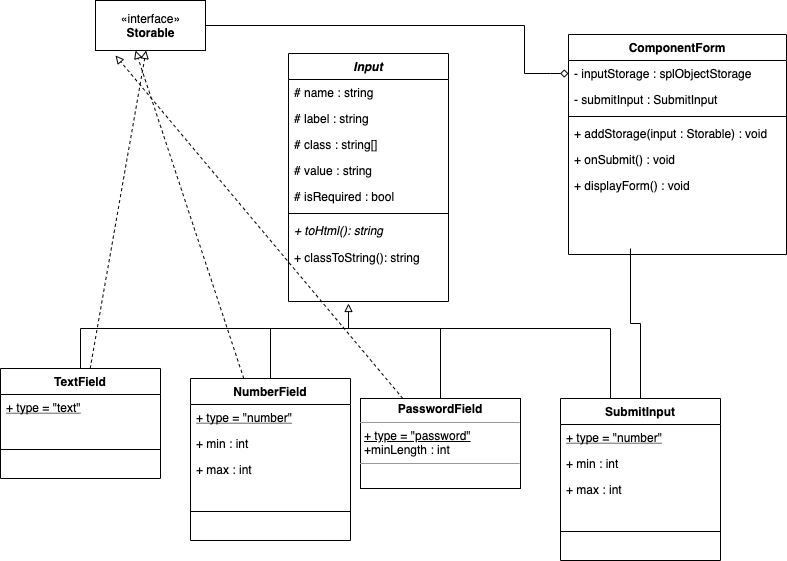 «interface»
Storable
Input
# name : string
# label : string
# class : string[]
# value : string
# isRequired : bool
+ toHtml(): string
+ classToString(): string
ComponentForm
- inputStorage : splObjectStorage
- submitInput : SubmitInput
+ addStorage(input : Storable) : void
+ onSubmit() : void
+ displayForm() : void
TextField
+ type = "text"
NumberField
+ type = "number"
+ min : int
+ max : int
PasswordField
+ type = "password"
+minLength : int
SubmitInput
+ type = "number"
+ min : int
+ max : int